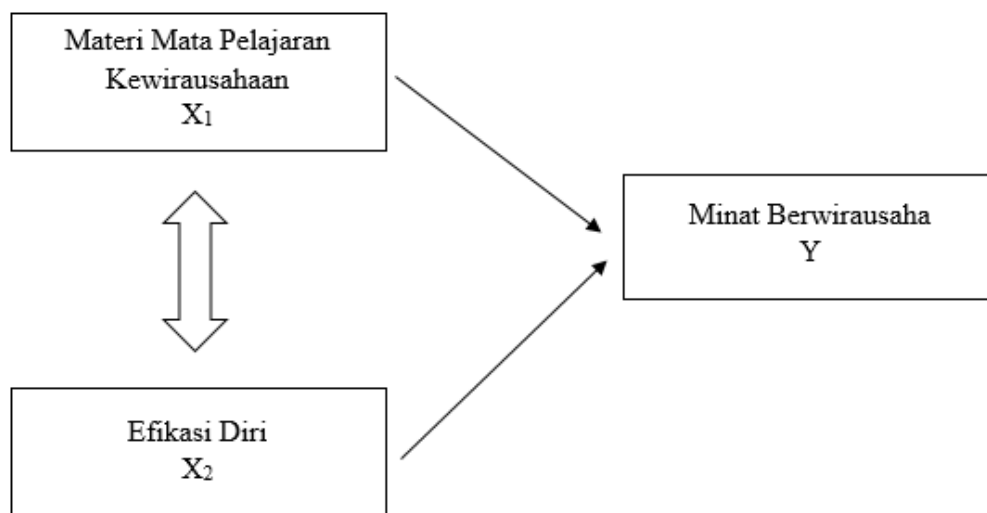 Materi Mata Pelajaran
Kewirausahaan
X₁
Minat Berwirausaha
Y
Efikasi Diri
X₂